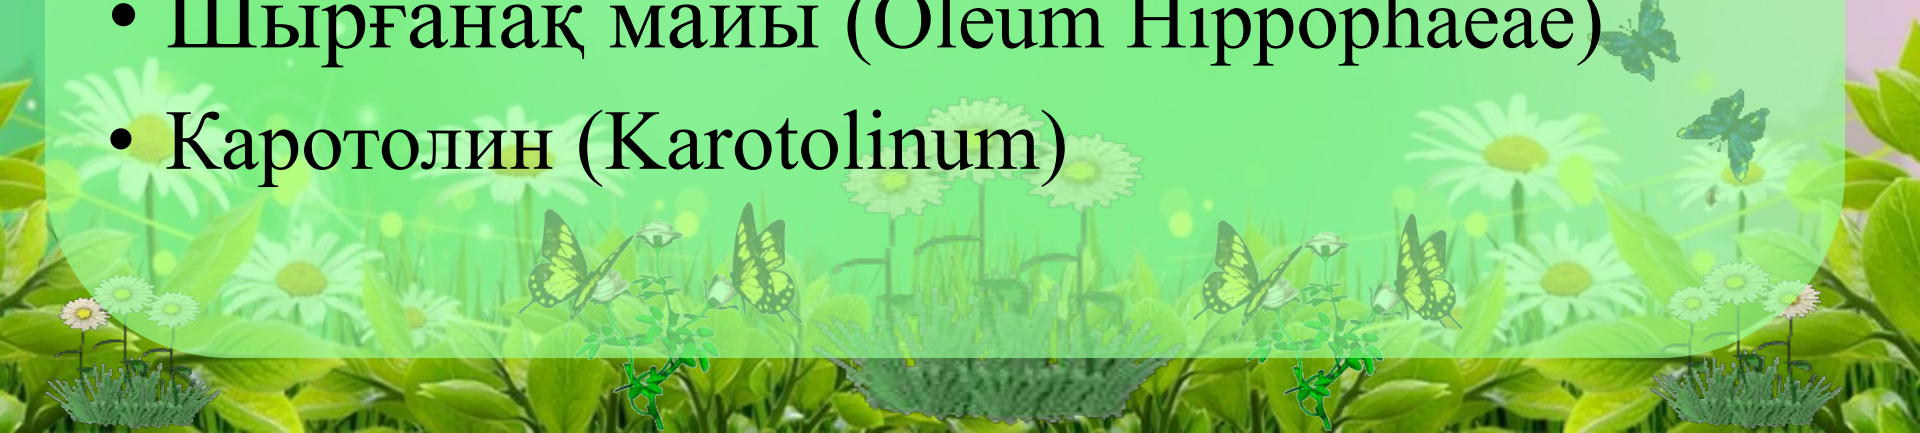 • Шырғанақ майы (Oleum Hippophaeae)
• Каротолин (Karotolinum)